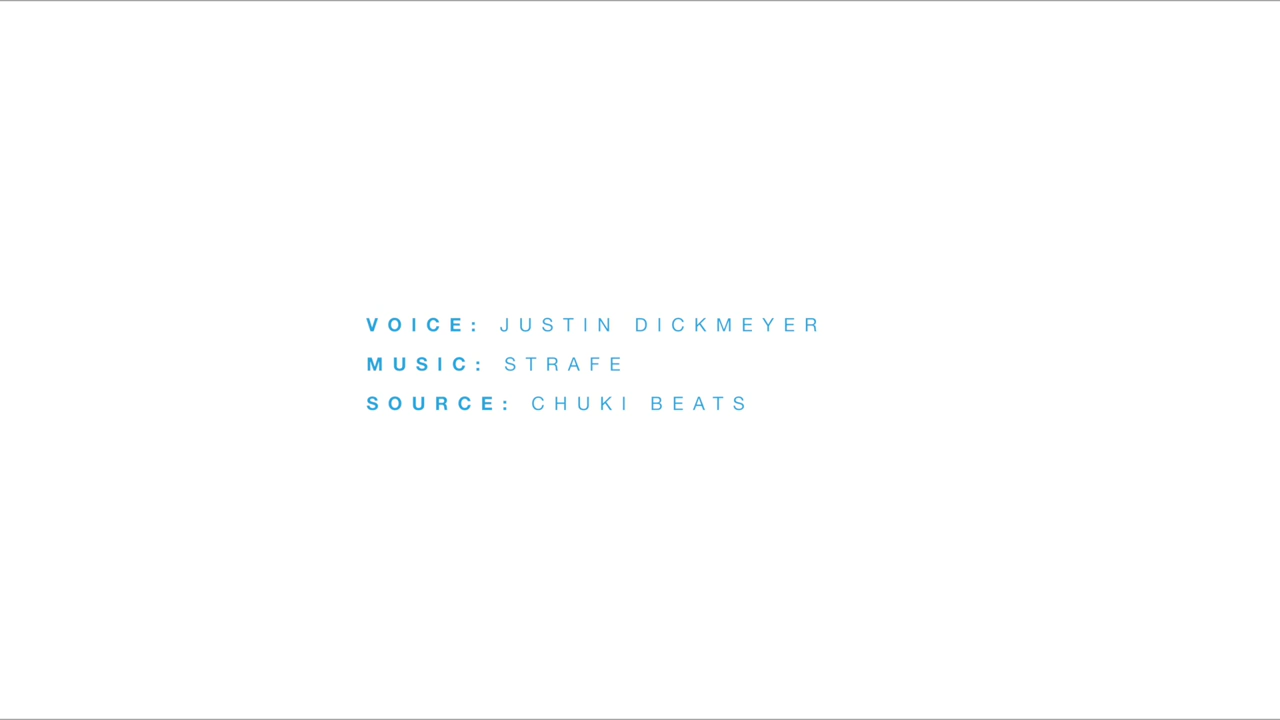 VOICE: JUSTIN DICKMEYER
MUSIC: STRAFE
SOURCE: CHUKI BEATS